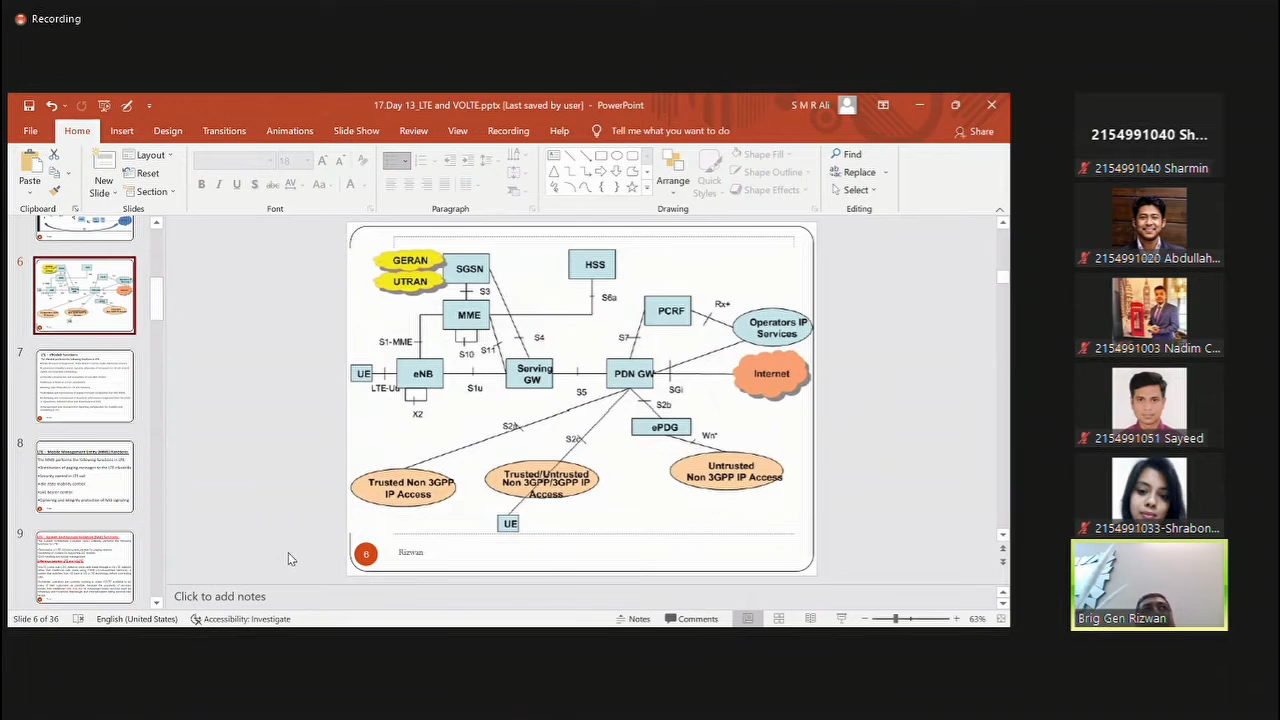 Recording
17.Day 13_LTE and VOLTE.pptx [Last saved by user] - PowerPoint
S M R Ali
File Home Insert Design Transitions Animations Slide Show Review View Recording Help Tell me what you want to do Share
Paste
Clipboard
New
Slide
Layout
Reset
Section
Slides
18
B I U S abc AV Aa A
Font
Paragraph
Arrange
Quick
Styles
Shape Fill
Shape Outline
Shape Effects
Drawing
Find
Replace
Select
Editing
6
7
8
9
GERAN
UTRAN
SGSN
HSS
S3
S6a
MME
PCRF
Rx+
Operators IP
Services
S1-MME
S10
S11
S4
S7
UE
eNB
Serving
GW
PDN GW
Internet
LTE-Uu
S1u
S5
SGi
X2
S2b
S2a
S2c
ePDG
Wn*
Trusted Non 3GPP
IP Access
Trusted/Untrusted
Non 3GPP/3GPP IP
Access
Untrusted
Non 3GPP IP Access
UE
6
Rizwan
Click to add notes
Slide 6 of 36 English (United States) Accessibility: Investigate Notes Comments 63%
2154991040 Sh...
2154991040 Sharmin
2154991020 Abdullah...
2154991003 Nadim C...
2154991051 Sayeed
2154991033-Shrabon...
Brig Gen Rizwan